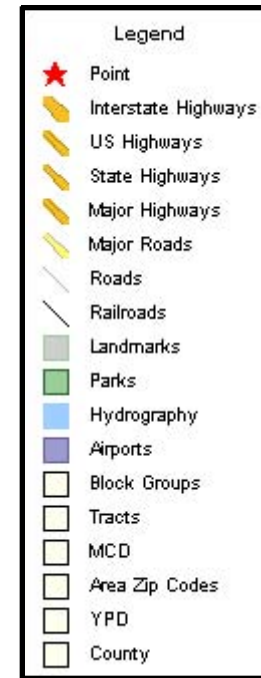 Legend
Point
Interstate Highways
US Highways
State Highways
Major Highways
Major Roads
Roads
Railroads
Landmarks
Parks
Hydrography
Airports
Block Groups
Tracts
MCD
Area Zip Codes
YPD
County